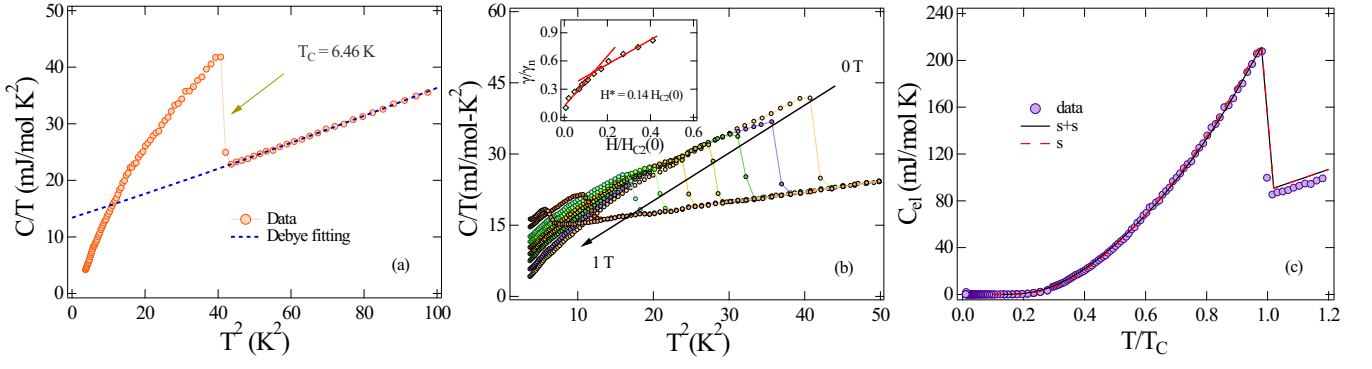 50
40
30
20
10
0
C/T (mJ/mol K²)
T_C = 6.46 K
Data
Debye fitting
(a)
0 20 40 60 80 100
T² (K²)
60
45
30
15
0
C/T(mJ/mol-K²)
0.9
0.6
0.3
0.0
γ/γ_n
H* = 0.14 H_C2(0)
0.0 0.2 0.4 0.6
H/H_C2(0)
0 T
1 T
(b)
10 20 30 40 50
T²(K²)
240
200
160
120
80
40
0
C_el (mJ/mol K)
data
s+s
s
(c)
0.0 0.2 0.4 0.6 0.8 1.0 1.2
T/T_C